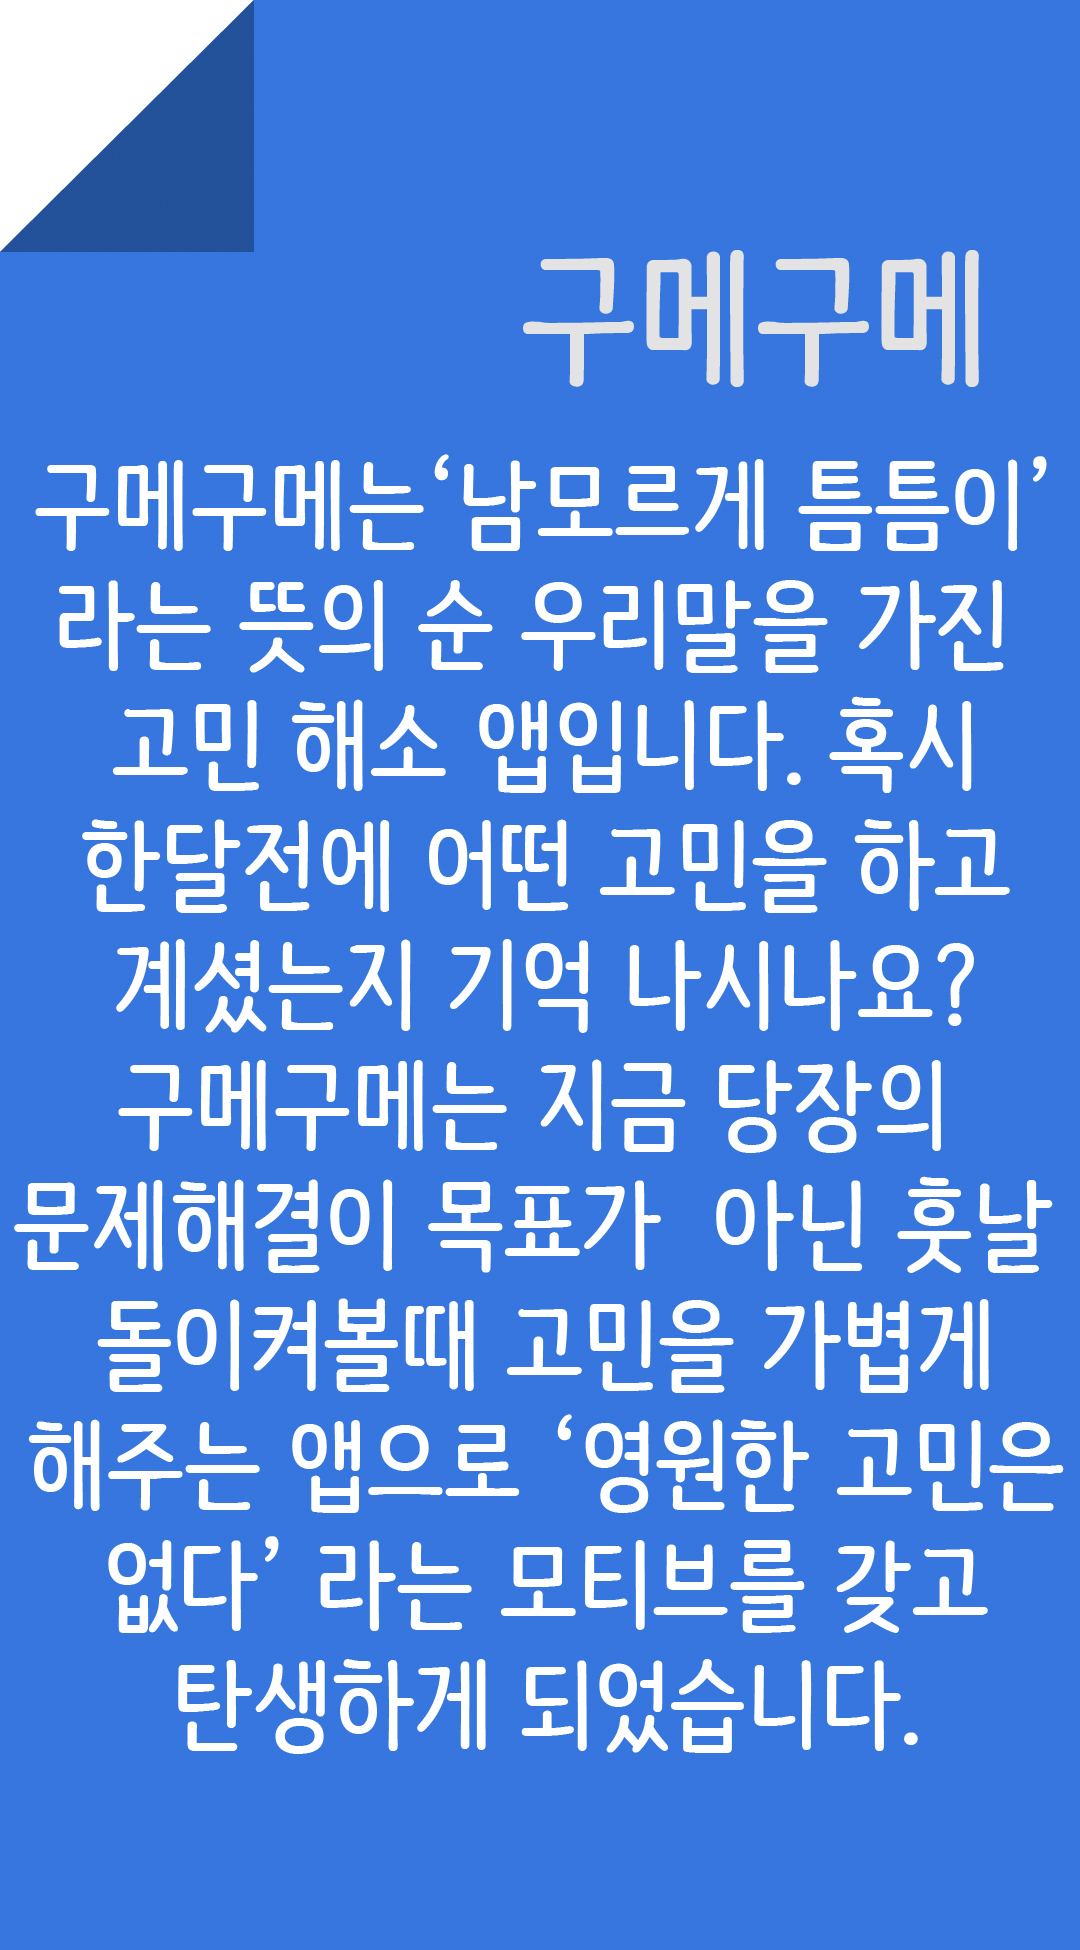 구메구메
구메구메는‘남모르게 틈틈이’
라는 뜻의 순 우리말을 가진
고민 해소 앱입니다. 혹시
한달전에 어떤 고민을 하고
계셨는지 기억 나시나요?
구메구메는 지금 당장의
문제해결이 목표가  아닌 훗날
돌이켜볼때 고민을 가볍게
해주는 앱으로 ‘영원한 고민은
없다’ 라는 모티브를 갖고
탄생하게 되었습니다.